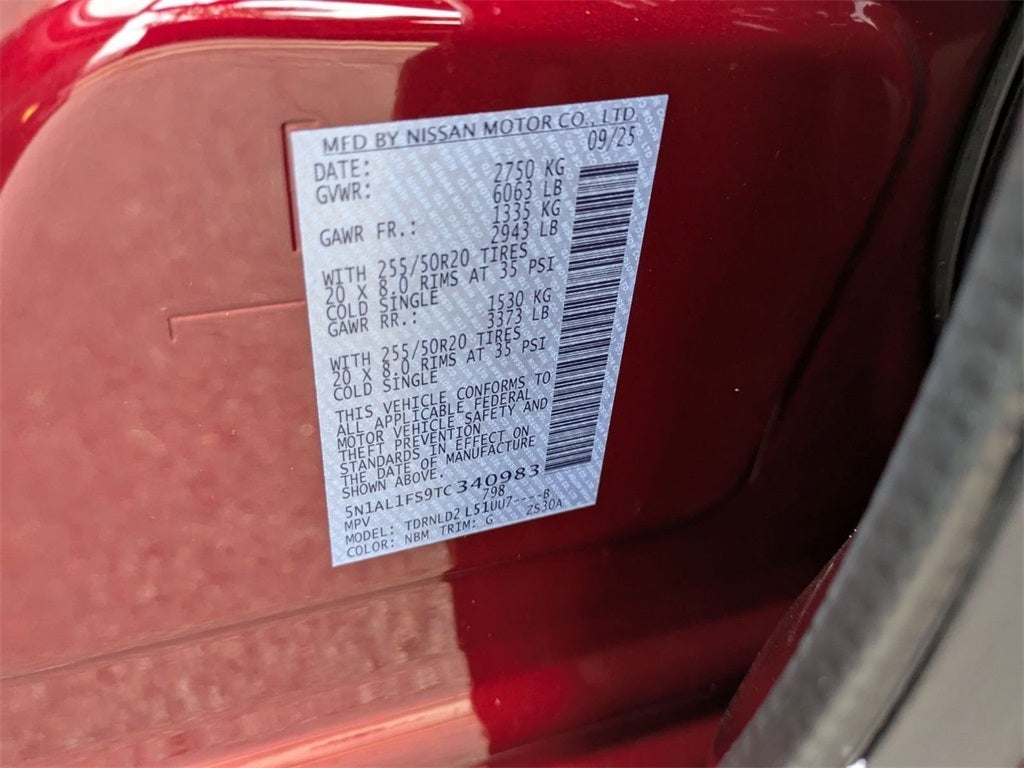 MFD BY NISSAN MOTOR CO., LTD.
DATE: 09/25
GVWR: 2750 KG
6063 LB
GAWR FR.: 1335 KG
2943 LB
WITH 255/50R20 TIRES
20 X 8.0 RIMS AT 35 PSI
COLD SINGLE
GAWR RR.: 1530 KG
3373 LB
WITH 255/50R20 TIRES
20 X 8.0 RIMS AT 35 PSI
COLD SINGLE
THIS VEHICLE CONFORMS TO
ALL APPLICABLE FEDERAL
MOTOR VEHICLE SAFETY AND
THEFT PREVENTION
STANDARDS IN EFFECT ON
THE DATE OF MANUFACTURE
SHOWN ABOVE.
5N1AL1FS9TC340983
MPV 798
MODEL: TDRNLD2 L51UU7----B
COLOR: NBM TRIM: G ZS30A